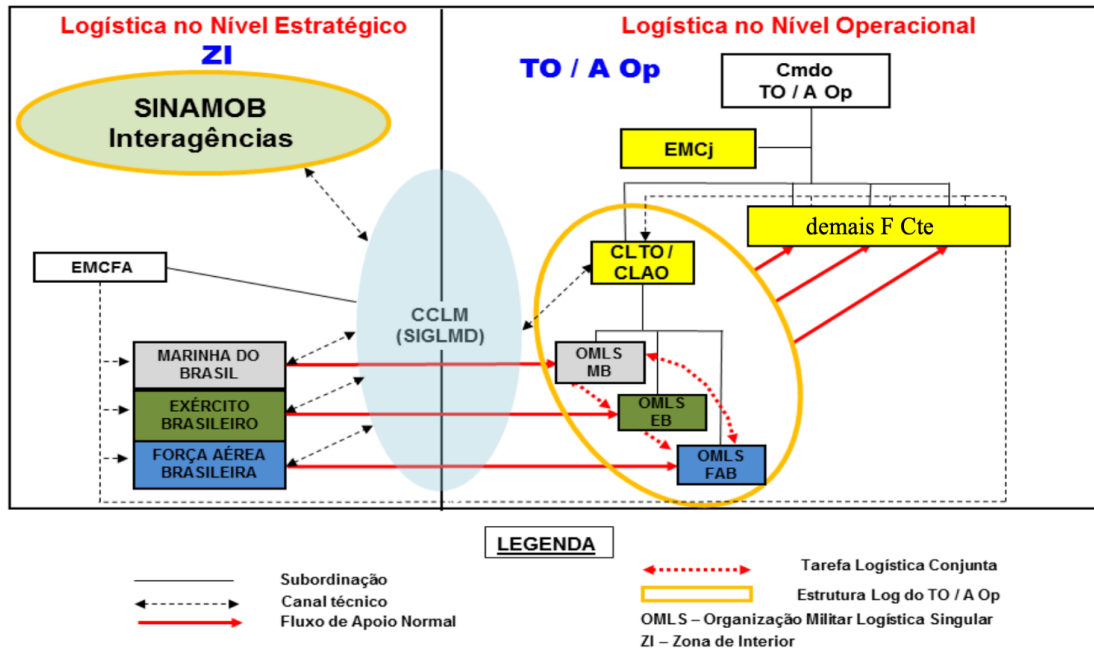 Logística no Nível Estratégico
ZI
SINAMOB
Interagências
EMCFA
MARINHA DO
BRASIL
EXÉRCITO
BRASILEIRO
FORÇA AÉREA
BRASILEIRA
CCLM
(SIGLMD)
Logística no Nível Operacional
TO / A Op
Cmdo
TO / A Op
EMCj
demais F Cte
CLTO /
CLAO
OMLS
MB
OMLS
EB
OMLS
FAB
LEGENDA
Subordinação
Canal técnico
Fluxo de Apoio Normal
Tarefa Logística Conjunta
Estrutura Log do TO / A Op
OMLS – Organização Militar Logística Singular
ZI – Zona de Interior